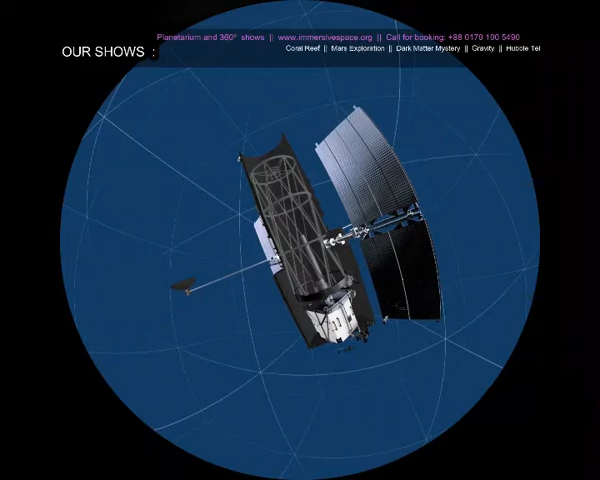 Planetarium and 360° shows || www.immersivespace.org || Call for booking: +88 0170 190 5490
OUR SHOWS :
Coral Reef || Mars Exploration || Dark Matter Mystery || Gravity || Hubble Tel